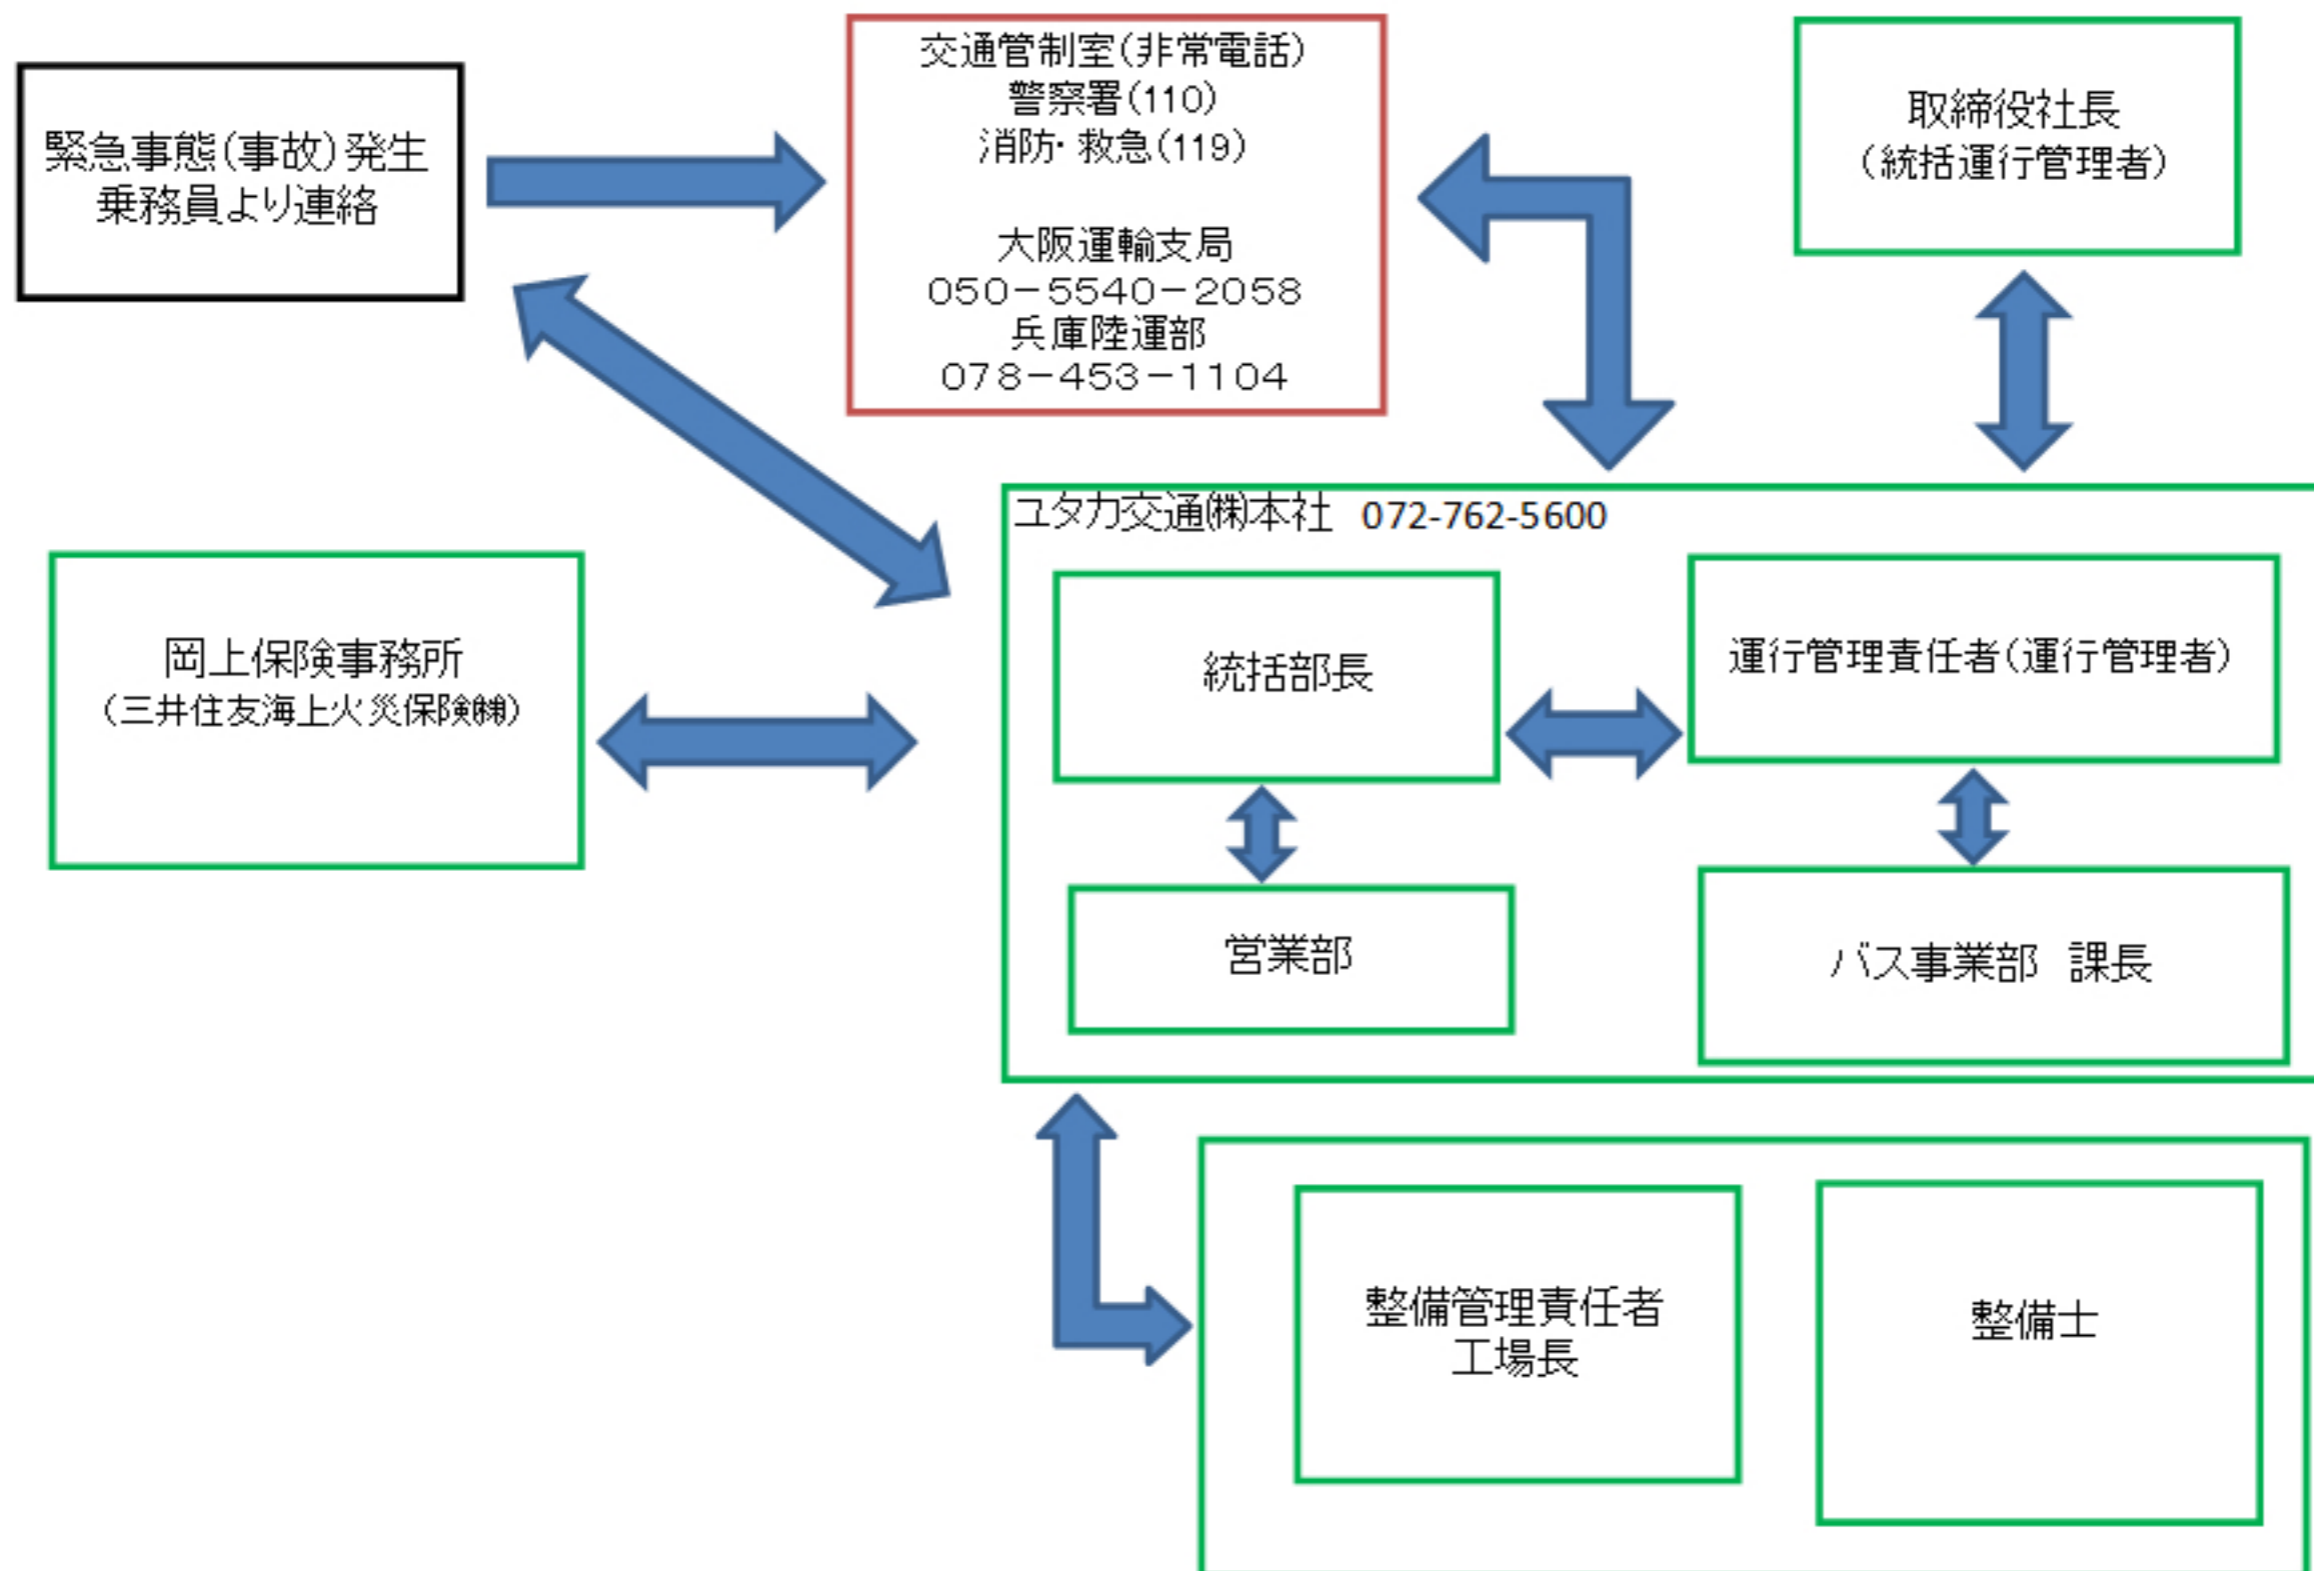 緊急事態(事故)発生
乗務員より連絡
交通管制室(非常電話)
警察署(110)
消防・救急(119)
大阪運輸支局
050-5540-2058
兵庫陸運部
078-453-1104
取締役社長
(統括運行管理者)
ユタカ交通㈱本社 072-762-5600
岡上保険事務所
(三井住友海上火災保険㈱)
統括部長
運行管理責任者(運行管理者)
営業部
バス事業部 課長
整備管理責任者
工場長
整備士